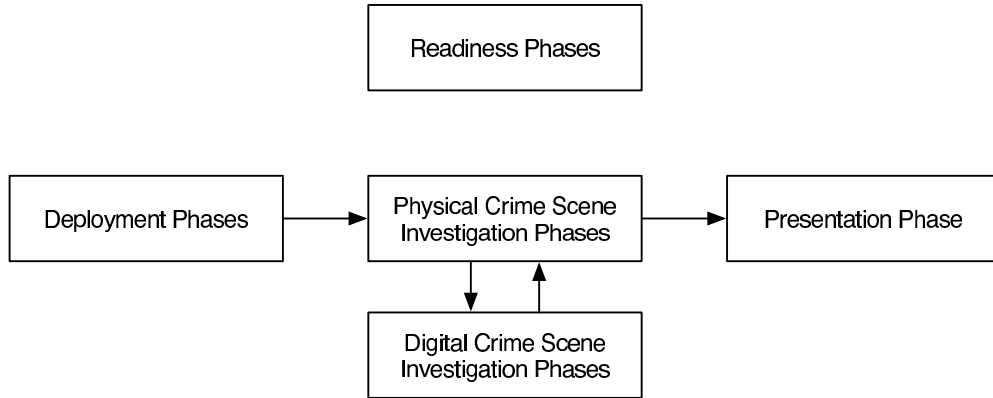 Readiness Phases
Deployment Phases
Physical Crime Scene
Investigation Phases
Presentation Phase
Digital Crime Scene
Investigation Phases